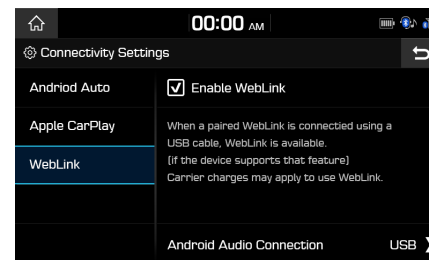 00:00 AM
Connectivity Settings
Andriod Auto
Enable WebLink
Apple CarPlay
When a paired WebLink is connectied using a
USB cable, WebLink is available.
(if the device supports that feature)
Carrier charges may apply to use WebLink.
WebLink
Android Audio Connection USB